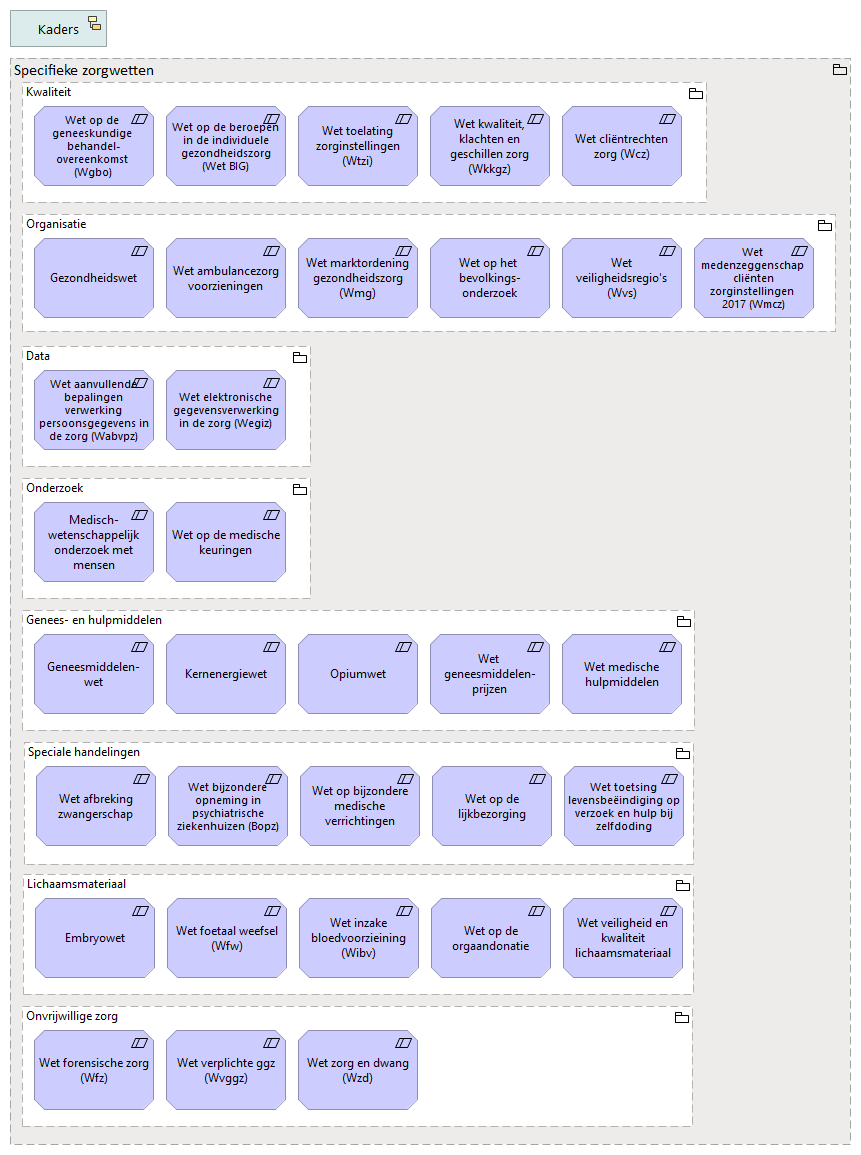 Kaders
Specifieke zorgwetten
Kwaliteit
Wet op de
geneeskundige
behandel-
overeenkomst
(Wgbo)
Wet op de beroepen
in de individuele
gezondheidszorg
(Wet BIG)
Wet toelating
zorginstellingen
(Wtzi)
Wet kwaliteit,
klachten en
geschillen zorg
(Wkkgz)
Wet cliëntrechten
zorg (Wcz)
Organisatie
Gezondheidswet
Wet ambulancezorg
voorzieningen
Wet marktordening
gezondheidszorg
(Wmg)
Wet op het
bevolkings-
onderzoek
Wet
veiligheidsregio's
(Wvs)
Wet
medenzeggenschap
cliënten
zorginstellingen
2017 (Wmcz)
Data
Wet aanvullende
bepalingen
verwerking
persoonsgegevens in
de zorg (Wabvpz)
Wet elektronische
gegevensverwerking
in de zorg (Wegiz)
Onderzoek
Medisch-
wetenschappelijk
onderzoek met
mensen
Wet op de medische
keuringen
Genees- en hulpmiddelen
Geneesmiddelen-
wet
Kernenergiewet
Opiumwet
Wet
geneesmiddelen-
prijzen
Wet medische
hulpmiddelen
Speciale handelingen
Wet afbreking
zwangerschap
Wet bijzondere
opneming in
psychiatrische
ziekenhuizen (Bopz)
Wet op bijzondere
medische
verrichtingen
Wet op de
lijkbezorging
Wet toetsing
levensbeëindiging op
verzoek en hulp bij
zelfdoding
Lichaamsmateriaal
Embryowet
Wet foetaal weefsel
(Wfw)
Wet inzake
bloedvoorzieining
(Wibv)
Wet op de
orgaandonatie
Wet veiligheid en
kwaliteit
lichaamsmateriaal
Onvrijwillige zorg
Wet forensische zorg
(Wfz)
Wet verplichte ggz
(Wvggz)
Wet zorg en dwang
(Wzd)